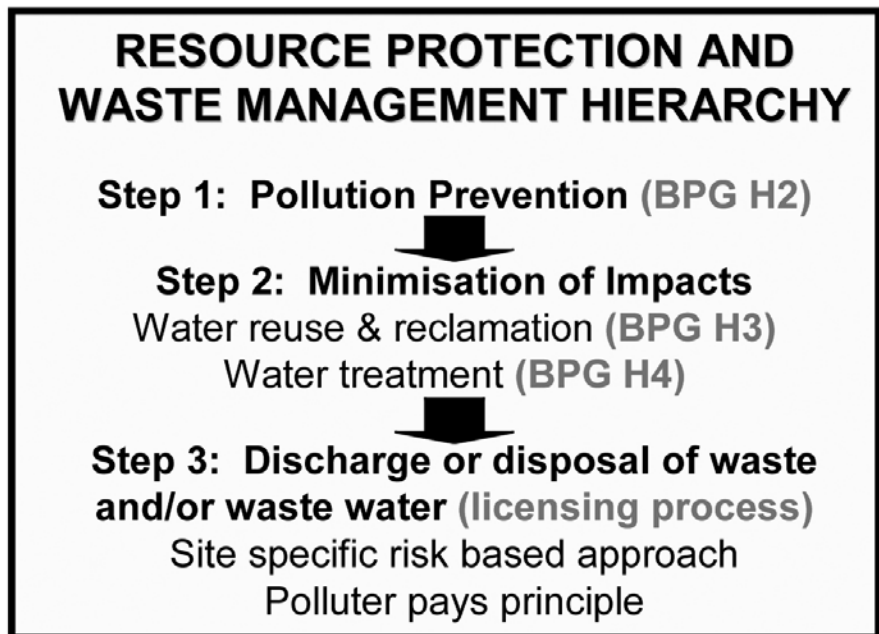 RESOURCE PROTECTION AND
WASTE MANAGEMENT HIERARCHY
Step 1: Pollution Prevention (BPG H2)
Step 2: Minimisation of Impacts
Water reuse & reclamation (BPG H3)
Water treatment (BPG H4)
Step 3: Discharge or disposal of waste
and/or waste water (licensing process)
Site specific risk based approach
Polluter pays principle